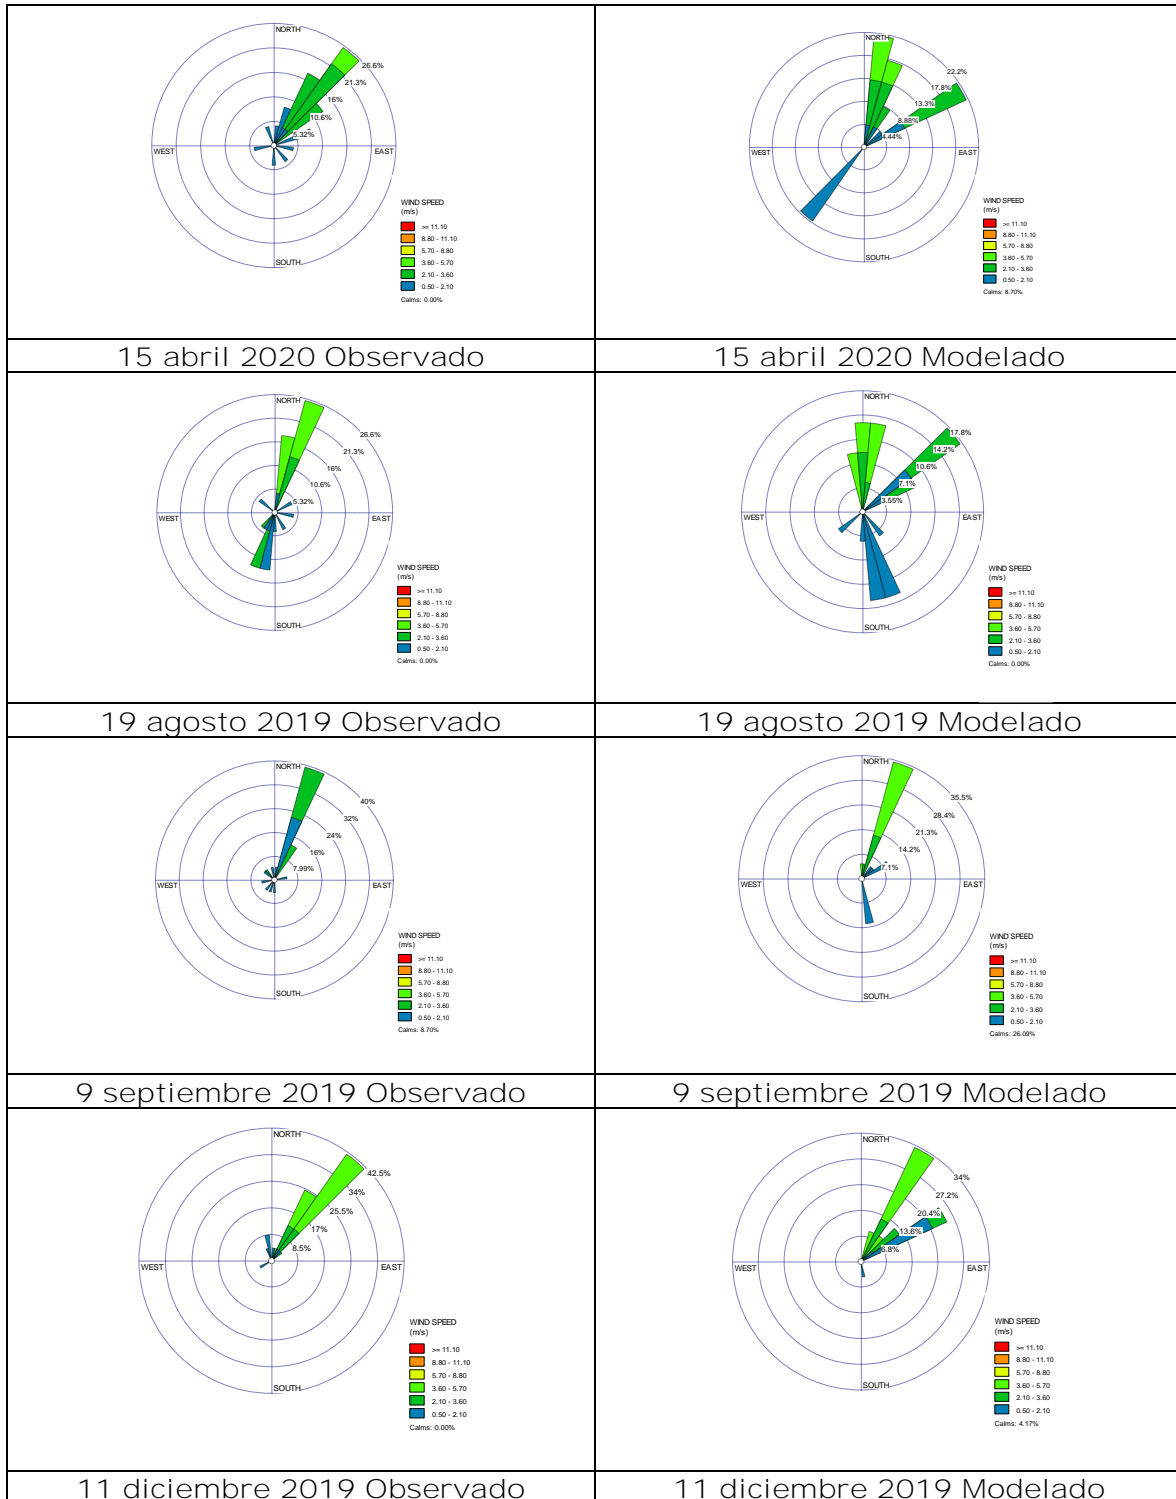 NORTH
26.6%
21.3%
16%
10.6%
5.32%
WEST
EAST
WIND SPEED
(m/s)
>= 11.10
8.80 - 11.10
5.70 - 8.80
3.60 - 5.70
2.10 - 3.60
0.50 - 2.10
Calms: 0.00%
SOUTH
NORTH
22.2%
17.8%
13.3%
8.88%
4.44%
WEST
EAST
WIND SPEED
(m/s)
>= 11.10
8.80 - 11.10
5.70 - 8.80
3.60 - 5.70
2.10 - 3.60
0.50 - 2.10
Calms: 8.70%
SOUTH
15 abril 2020 Observado
15 abril 2020 Modelado
NORTH
26.6%
21.3%
16%
10.6%
5.32%
WEST
EAST
WIND SPEED
(m/s)
>= 11.10
8.80 - 11.10
5.70 - 8.80
3.60 - 5.70
2.10 - 3.60
0.50 - 2.10
Calms: 0.00%
SOUTH
NORTH
17.8%
14.2%
10.6%
7.1%
3.55%
WEST
EAST
WIND SPEED
(m/s)
>= 11.10
8.80 - 11.10
5.70 - 8.80
3.60 - 5.70
2.10 - 3.60
0.50 - 2.10
Calms: 0.00%
SOUTH
19 agosto 2019 Observado
19 agosto 2019 Modelado
NORTH
40%
32%
24%
16%
7.99%
WEST
EAST
WIND SPEED
(m/s)
>= 11.10
8.80 - 11.10
5.70 - 8.80
3.60 - 5.70
2.10 - 3.60
0.50 - 2.10
Calms: 8.70%
SOUTH
NORTH
35.5%
28.4%
21.3%
14.2%
7.1%
WEST
EAST
WIND SPEED
(m/s)
>= 11.10
8.80 - 11.10
5.70 - 8.80
3.60 - 5.70
2.10 - 3.60
0.50 - 2.10
Calms: 26.09%
SOUTH
9 septiembre 2019 Observado
9 septiembre 2019 Modelado
NORTH
42.5%
34%
25.5%
17%
8.5%
WEST
EAST
WIND SPEED
(m/s)
>= 11.10
8.80 - 11.10
5.70 - 8.80
3.60 - 5.70
2.10 - 3.60
0.50 - 2.10
Calms: 0.00%
SOUTH
NORTH
34%
27.2%
20.4%
13.6%
6.8%
WEST
EAST
WIND SPEED
(m/s)
>= 11.10
8.80 - 11.10
5.70 - 8.80
3.60 - 5.70
2.10 - 3.60
0.50 - 2.10
Calms: 4.17%
SOUTH
11 diciembre 2019 Observado
11 diciembre 2019 Modelado